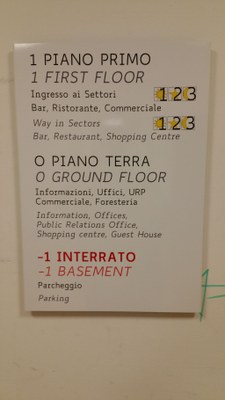 1 PIANO PRIMO
1 FIRST FLOOR
Ingresso ai Settori 1 2 3
Bar, Ristorante, Commerciale
Way in Sectors 1 2 3
Bar, Restaurant, Shopping Centre
0 PIANO TERRA
0 GROUND FLOOR
Informazioni, Uffici, URP
Commerciale, Foresteria
Information, Offices,
Public Relations Office,
Shopping centre, Guest House
-1 INTERRATO
-1 BASEMENT
Parcheggio
Parking